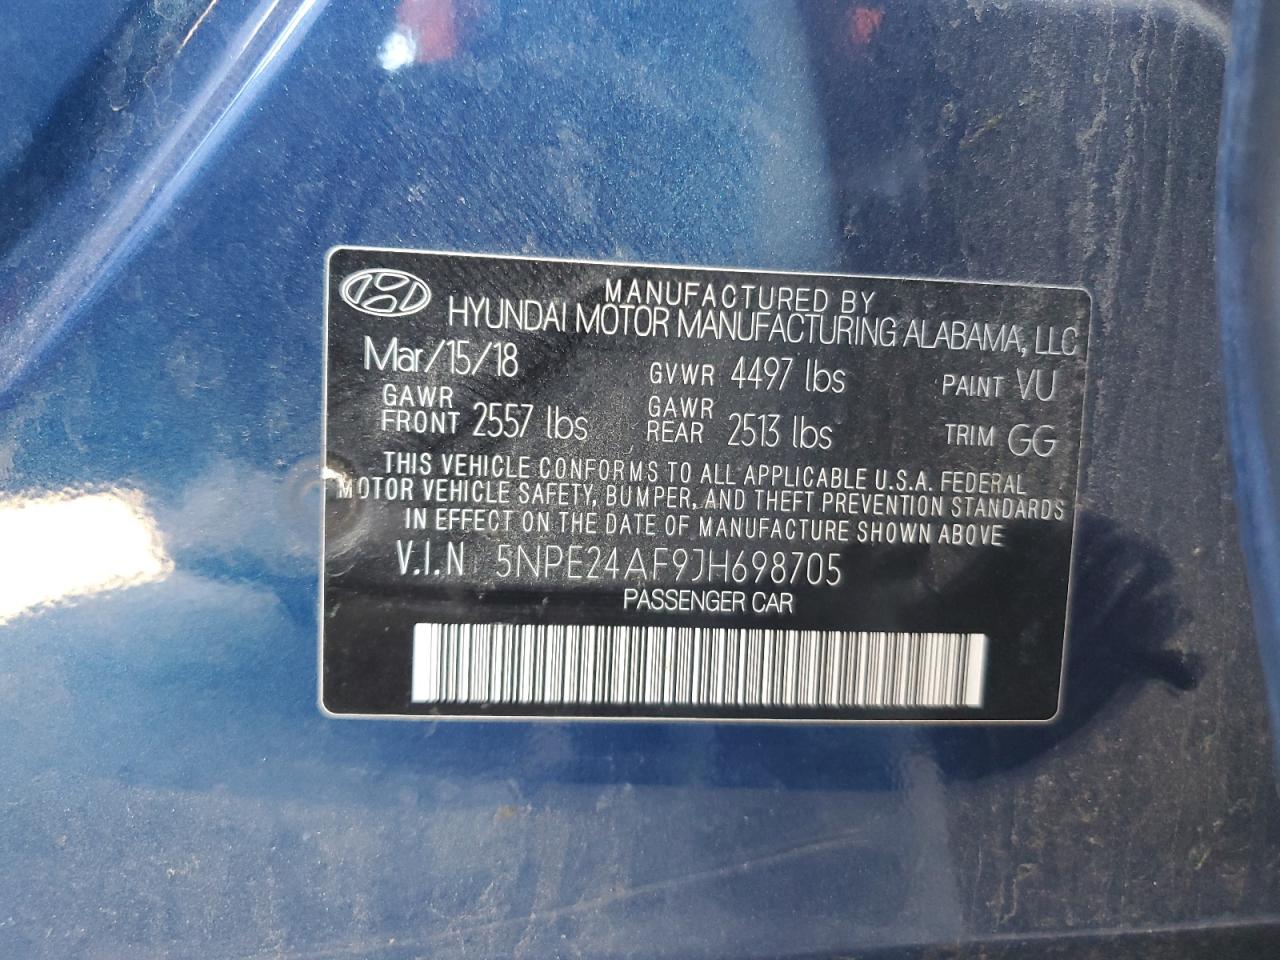 MANUFACTURED BY
HYUNDAI MOTOR MANUFACTURING ALABAMA, LLC
Mar/15/18 GVWR 4497 lbs PAINT VU
GAWR FRONT 2557 lbs GAWR REAR 2513 lbs TRIM GG
THIS VEHICLE CONFORMS TO ALL APPLICABLE U.S.A. FEDERAL
MOTOR VEHICLE SAFETY, BUMPER, AND THEFT PREVENTION STANDARDS
IN EFFECT ON THE DATE OF MANUFACTURE SHOWN ABOVE
V.I.N 5NPE24AF9JH698705
PASSENGER CAR